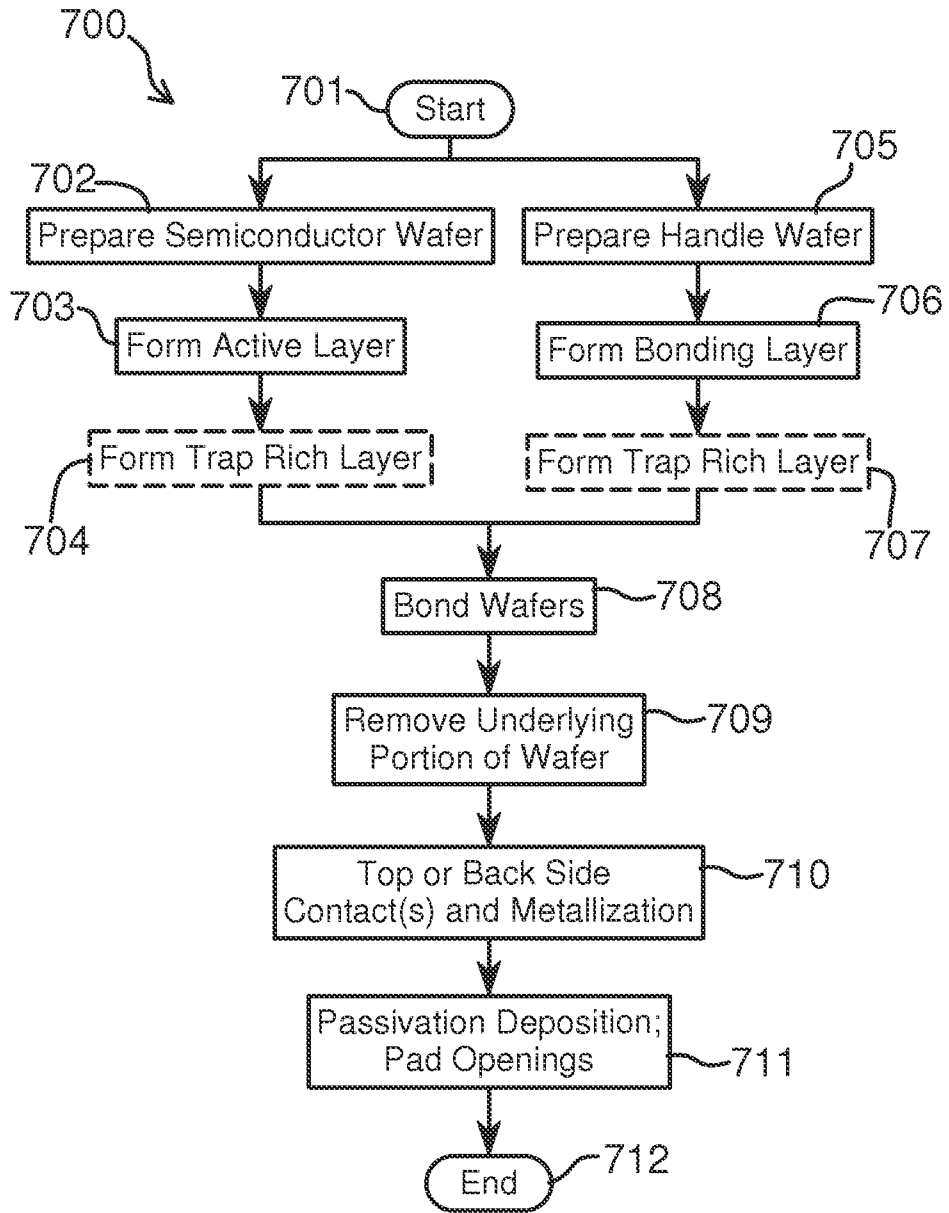 700
701
Start
702
705
Prepare Semiconductor Wafer
Prepare Handle Wafer
703
706
Form Active Layer
Form Bonding Layer
Form Trap Rich Layer
Form Trap Rich Layer
704
707
Bond Wafers
708
Remove Underlying
Portion of Wafer
709
Top or Back Side
Contact(s) and Metallization
710
Passivation Deposition;
Pad Openings
711
End
712